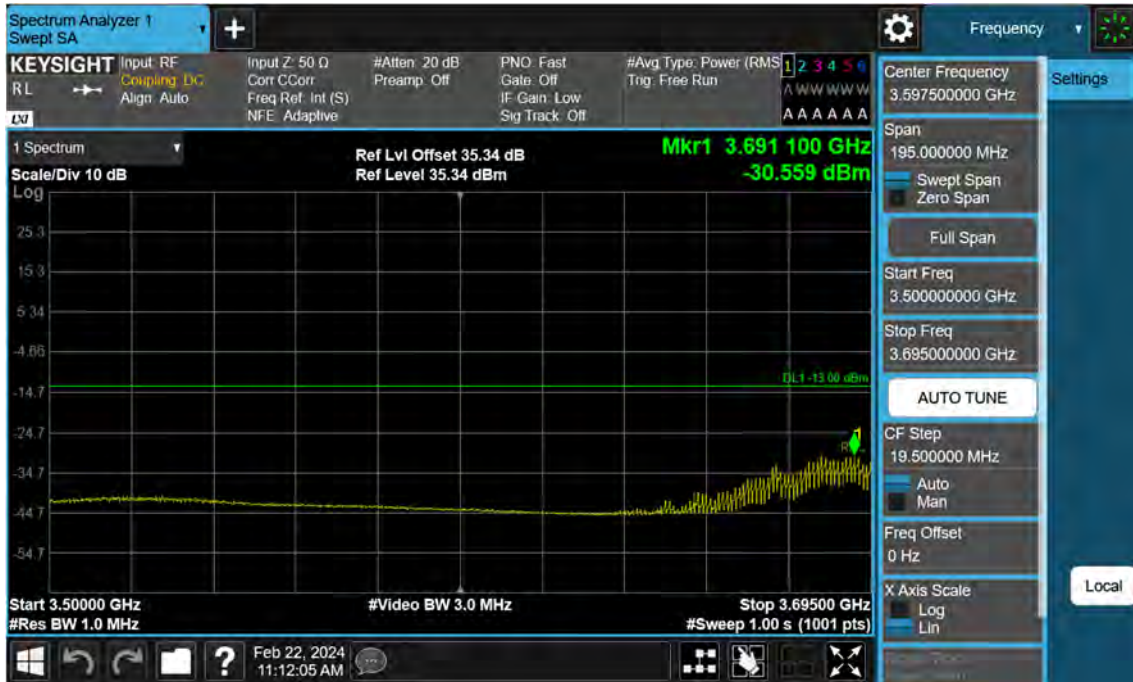 Spectrum Analyzer 1
Swept SA
+
Frequency
KEYSIGHT
RL
LXI
Input: RF
Coupling: DC
Align: Auto
Input Z: 50 Ω
Corr CCorr
Freq Ref: Int (S)
NFE: Adaptive
#Atten: 20 dB
Preamp: Off
PNO: Fast
Gate: Off
IF Gain: Low
Sig Track: Off
#Avg Type: Power (RMS
Trig: Free Run
1 2 3 4 5 6
A W W W W W
A A A A A A
1 Spectrum
Scale/Div 10 dB
Ref Lvl Offset 35.34 dB
Ref Level 35.34 dBm
Mkr1 3.691 100 GHz
-30.559 dBm
Log
25.3
15.3
5.34
-4.66
-14.7
-24.7
-34.7
-44.7
-54.7
DL1 -13.00 dBm
1
Start 3.50000 GHz
#Res BW 1.0 MHz
#Video BW 3.0 MHz
Stop 3.69500 GHz
#Sweep 1.00 s (1001 pts)
?
Feb 22, 2024
11:12:05 AM
Center Frequency
3.597500000 GHz
Span
195.000000 MHz
Swept Span
Zero Span
Full Span
Start Freq
3.500000000 GHz
Stop Freq
3.695000000 GHz
AUTO TUNE
CF Step
19.500000 MHz
Auto
Man
Freq Offset
0 Hz
X Axis Scale
Log
Lin
Settings
Local